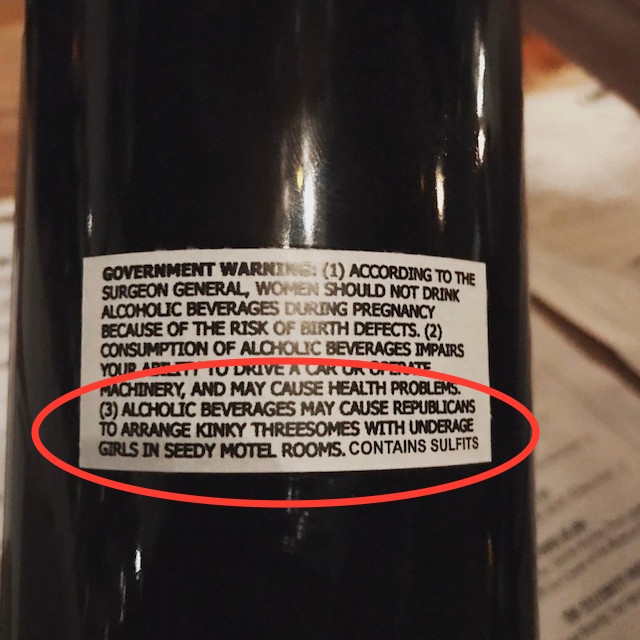 GOVERNMENT WARNING: (1) ACCORDING TO THE
SURGEON GENERAL, WOMEN SHOULD NOT DRINK
ALCOHOLIC BEVERAGES DURING PREGNANCY
BECAUSE OF THE RISK OF BIRTH DEFECTS. (2)
CONSUMPTION OF ALCHOLIC BEVERAGES IMPAIRS
YOUR ABILITY TO DRIVE A CAR OR OPERATE
MACHINERY, AND MAY CAUSE HEALTH PROBLEMS.
(3) ALCHOLIC BEVERAGES MAY CAUSE REPUBLICANS
TO ARRANGE KINKY THREESOMES WITH UNDERAGE
GIRLS IN SEEDY MOTEL ROOMS. CONTAINS SULFITS